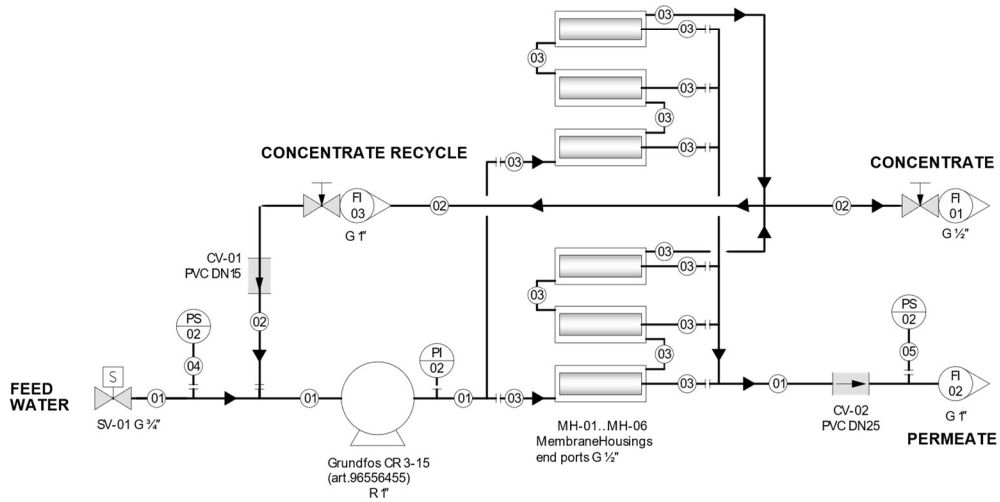 03
03
03
03
03
03
03
CONCENTRATE RECYCLE
CONCENTRATE
FI
03
02
02
FI
01
G 1"
G ½"
CV-01
PVC DN15
03
03
03
02
03
PS
02
PS
02
04
PI
02
03
05
FEED
WATER
S
01
01
01
03
03
01
FI
02
SV-01 G ¾"
CV-02
PVC DN25
G 1"
PERMEATE
MH-01..MH-06
MembraneHousings
end ports G ½"
Grundfos CR 3-15
(art.96556455)
R 1"